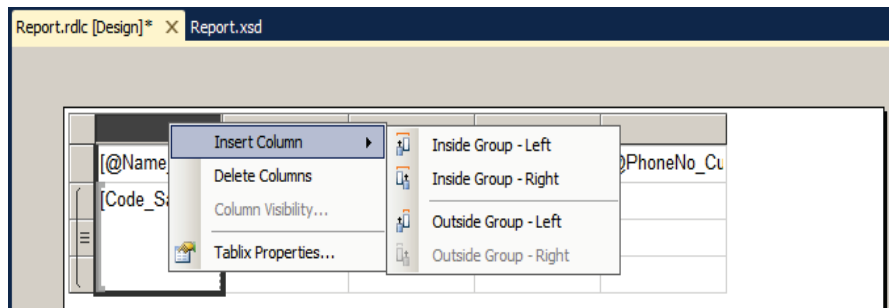 Report.rdlc [Design]* X Report.xsd
Insert Column
Delete Columns
Column Visibility...
Tablix Properties...
Inside Group - Left
Inside Group - Right
Outside Group - Left
Outside Group - Right
[@Name
@PhoneNo_Cu
[Code_Sa